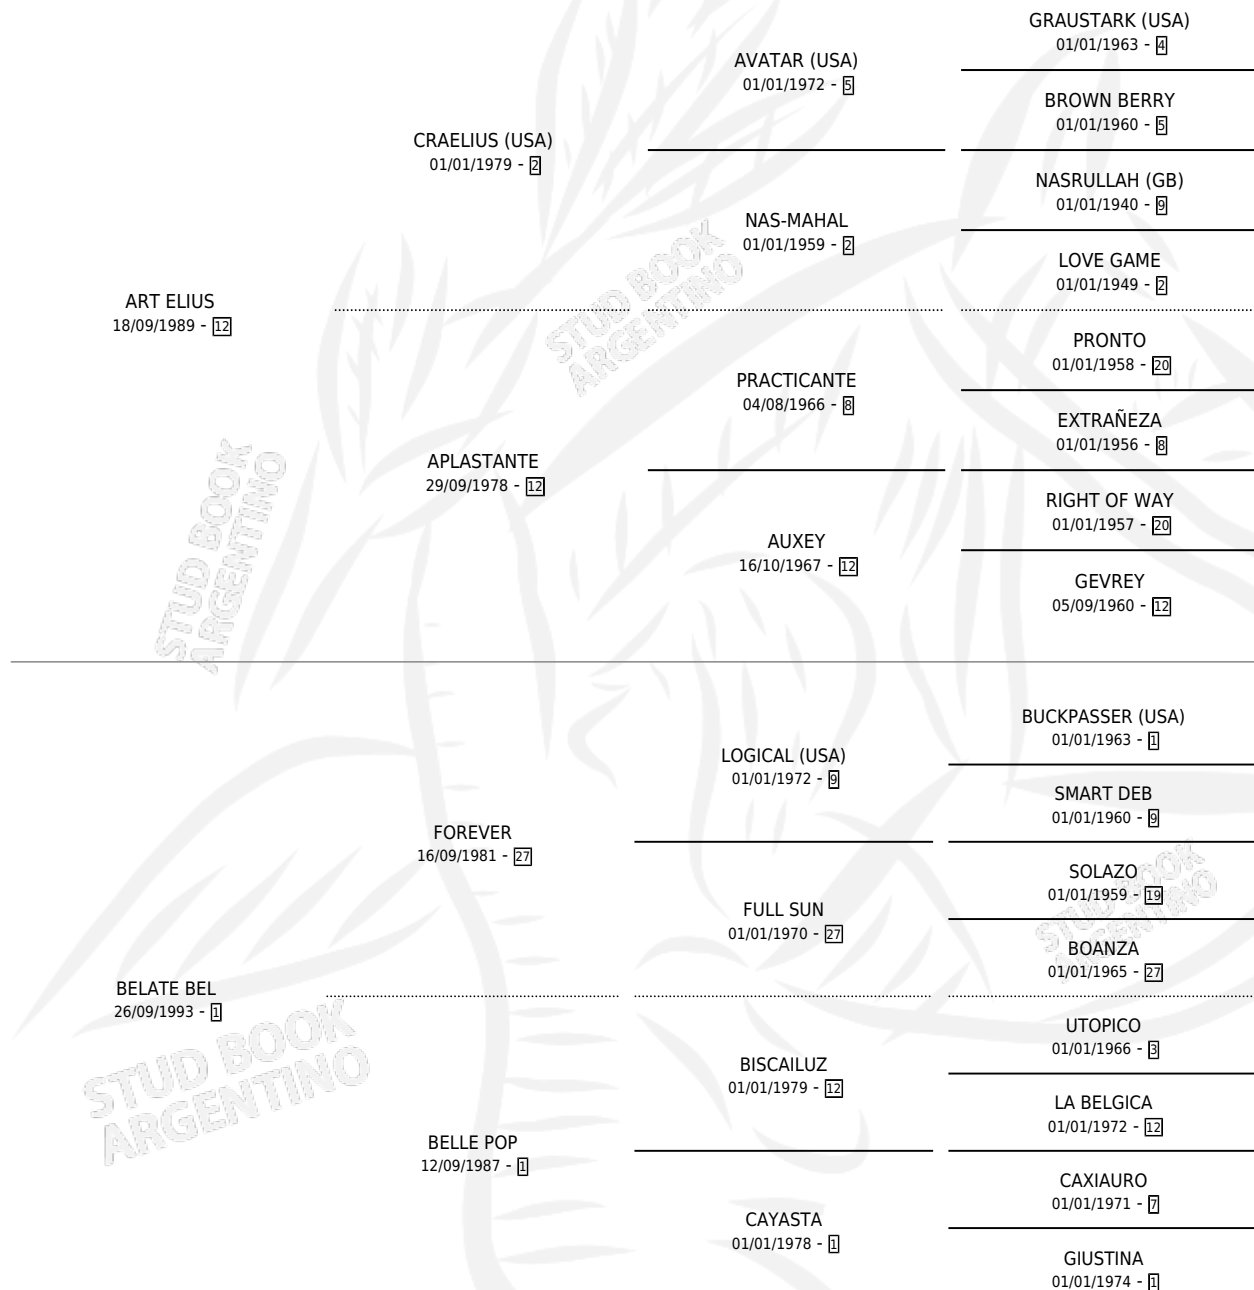 GRAUSTARK (USA)
01/01/1963 - 4
AVATAR (USA)
01/01/1972 - 5
BROWN BERRY
01/01/1960 - 5
CRAELIUS (USA)
01/01/1979 - 2
NASRULLAH (GB)
01/01/1940 - 9
NAS-MAHAL
01/01/1959 - 2
LOVE GAME
01/01/1949 - 2
ART ELIUS
18/09/1989 - 12
PRONTO
01/01/1958 - 20
PRACTICANTE
04/08/1966 - 8
EXTRAÑEZA
01/01/1956 - 8
APLASTANTE
29/09/1978 - 12
RIGHT OF WAY
01/01/1957 - 20
AUXEY
16/10/1967 - 12
GEVREY
05/09/1960 - 12
BUCKPASSER (USA)
01/01/1963 - 1
LOGICAL (USA)
01/01/1972 - 9
SMART DEB
01/01/1960 - 9
FOREVER
16/09/1981 - 27
SOLAZO
01/01/1959 - 19
FULL SUN
01/01/1970 - 27
BOANZA
01/01/1965 - 27
BELATE BEL
26/09/1993 - 1
UTOPICO
01/01/1966 - 3
BISCAILUZ
01/01/1979 - 12
LA BELGICA
01/01/1972 - 12
BELLE POP
12/09/1987 - 1
CAXIAURO
01/01/1971 - 7
CAYASTA
01/01/1978 - 1
GIUSTINA
01/01/1974 - 1
STUD BOOK
ARGENTINO
STUD BOOK
ARGENTINO
STUD BOOK
ARGENTINO
STUD BOOK
ARGENTINO